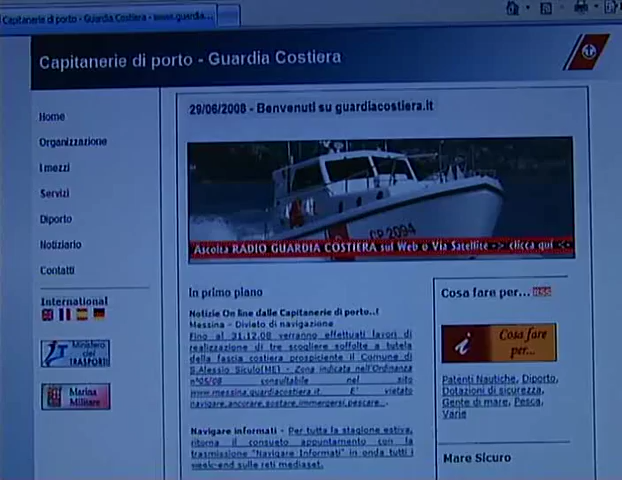 Capitanerie di porto - Guardia Costiera - www.guardia...
Capitanerie di porto - Guardia Costiera
29/06/2008 - Benvenuti su guardiacostiera.it
Home
Organizzazione
I mezzi
Servizi
Diporto
Notiziario
Contatti
International
Ministero
dei
TRASPORTI
Marina
Militare
CP 2094
Ascolta RADIO GUARDIA COSTIERA sul Web o Via Satellite -> clicca qui <-
In primo piano
Notizie On line dalle Capitanerie di porto..!
Messina - Divieto di navigazione
Fino al 31.12.08 verranno effettuati lavori di
realizzazione di tre scogliere soffolte a tutela
della fascia costiera prospiciente il Comune di
S.Alessio Siculo(ME) - Zona indicata nell'Ordinanza
n°05/08 consultabile nel sito
www.messina.guardiacostiera.it. E' vietato
navigare,ancorare,sostare,immergersi,pescare..
Navigare informati - Per tutta la stagione estiva,
ritorna il consueto appuntamento con la
trasmissione "Navigare Informati" in onda tutti i
week-end sulle reti mediaset.
Cosa fare per... RSS
i Cosa fare
per...
Patenti Nautiche, Diporto,
Dotazioni di sicurezza,
Gente di mare, Pesca,
Varie
Mare Sicuro